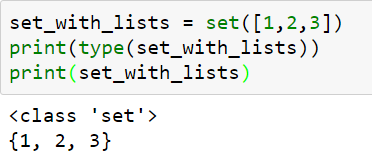 set_with_lists = set([1,2,3])
print(type(set_with_lists))
print(set_with_lists)
<class 'set'>
{1, 2, 3}